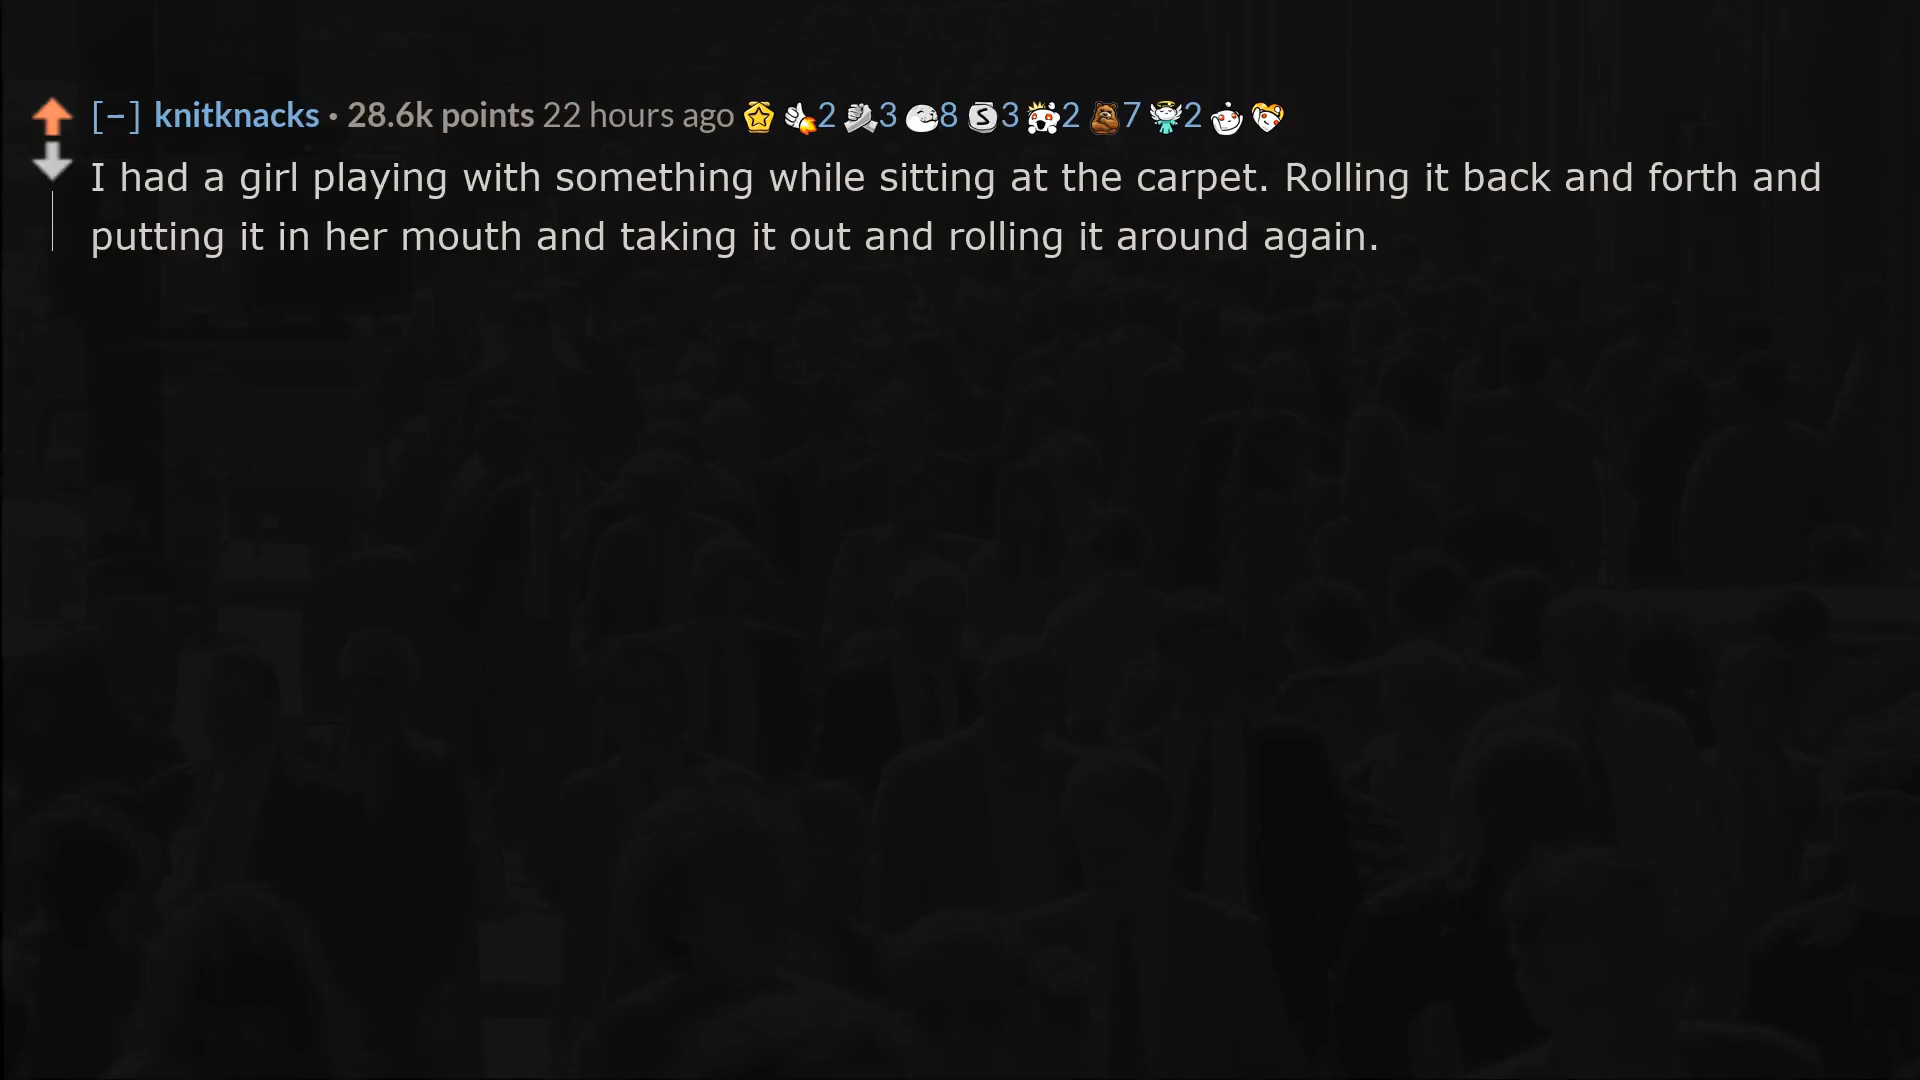 [–] knitknacks • 28.6k points 22 hours ago 2 3 8 S 3 2 7 2
I had a girl playing with something while sitting at the carpet. Rolling it back and forth and
putting it in her mouth and taking it out and rolling it around again.